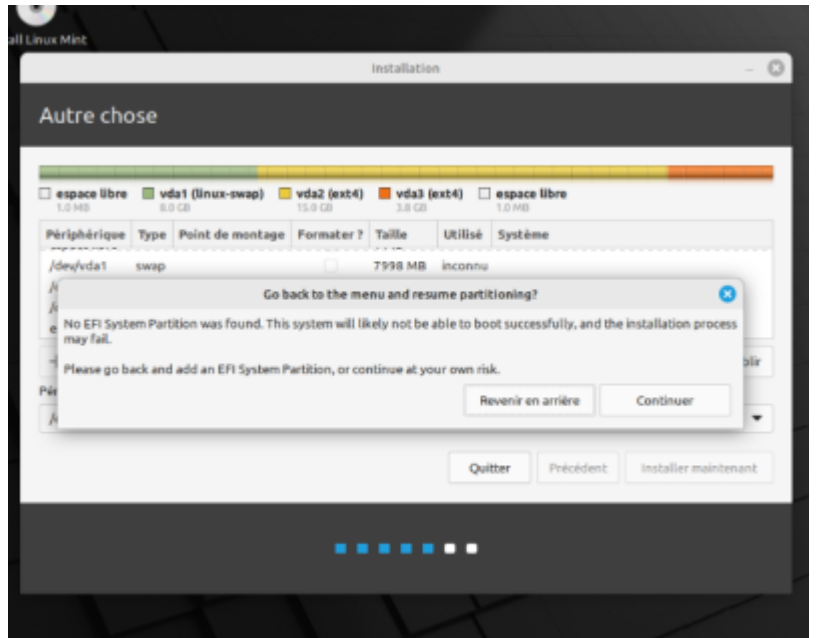 all Linux Mint
Installation
Autre chose
espace libre vda1 (linux-swap) vda2 (ext4) vda3 (ext4) espace libre
1.0 MB 8.0 GB 15.0 GB 3.8 GB 1.0 MB
Périphérique Type Point de montage Formater ? Taille Utilisé Système
/dev/vda1 swap 7998 MB inconnu
Go back to the menu and resume partitioning?
No EFI System Partition was found. This system will likely not be able to boot successfully, and the installation process
may fail.
Please go back and add an EFI System Partition, or continue at your own risk.
Revenir en arrière Continuer
Quitter Précédent Installer maintenant